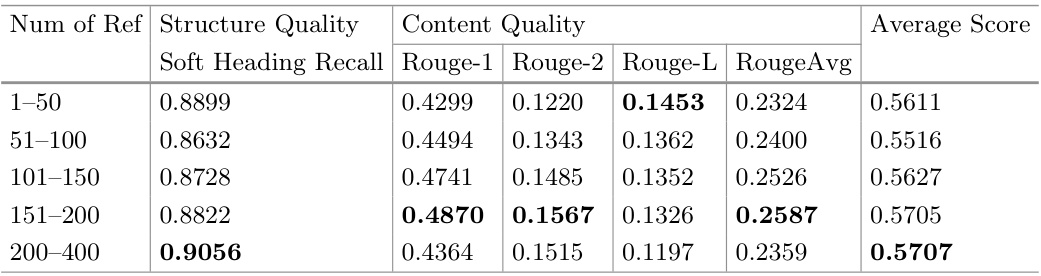 Num of Ref Structure Quality Content Quality Average Score
Soft Heading Recall Rouge-1 Rouge-2 Rouge-L RougeAvg
1–50 0.8899 0.4299 0.1220 0.1453 0.2324 0.5611
51–100 0.8632 0.4494 0.1343 0.1362 0.2400 0.5516
101–150 0.8728 0.4741 0.1485 0.1352 0.2526 0.5627
151–200 0.8822 0.4870 0.1567 0.1326 0.2587 0.5705
200–400 0.9056 0.4364 0.1515 0.1197 0.2359 0.5707